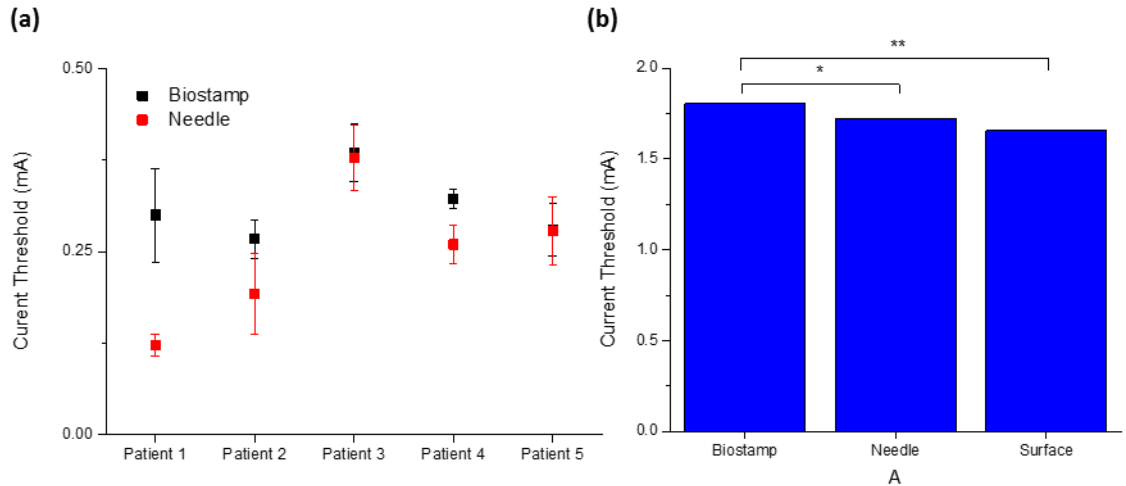 (a)
(b)
0.50
0.25
0.00
Curent Threshold (mA)
Biostamp
Needle
Patient 1 Patient 2 Patient 3 Patient 4 Patient 5
**
*
2.0
1.5
1.0
0.5
0.0
Current Threshold (mA)
Biostamp Needle Surface
A